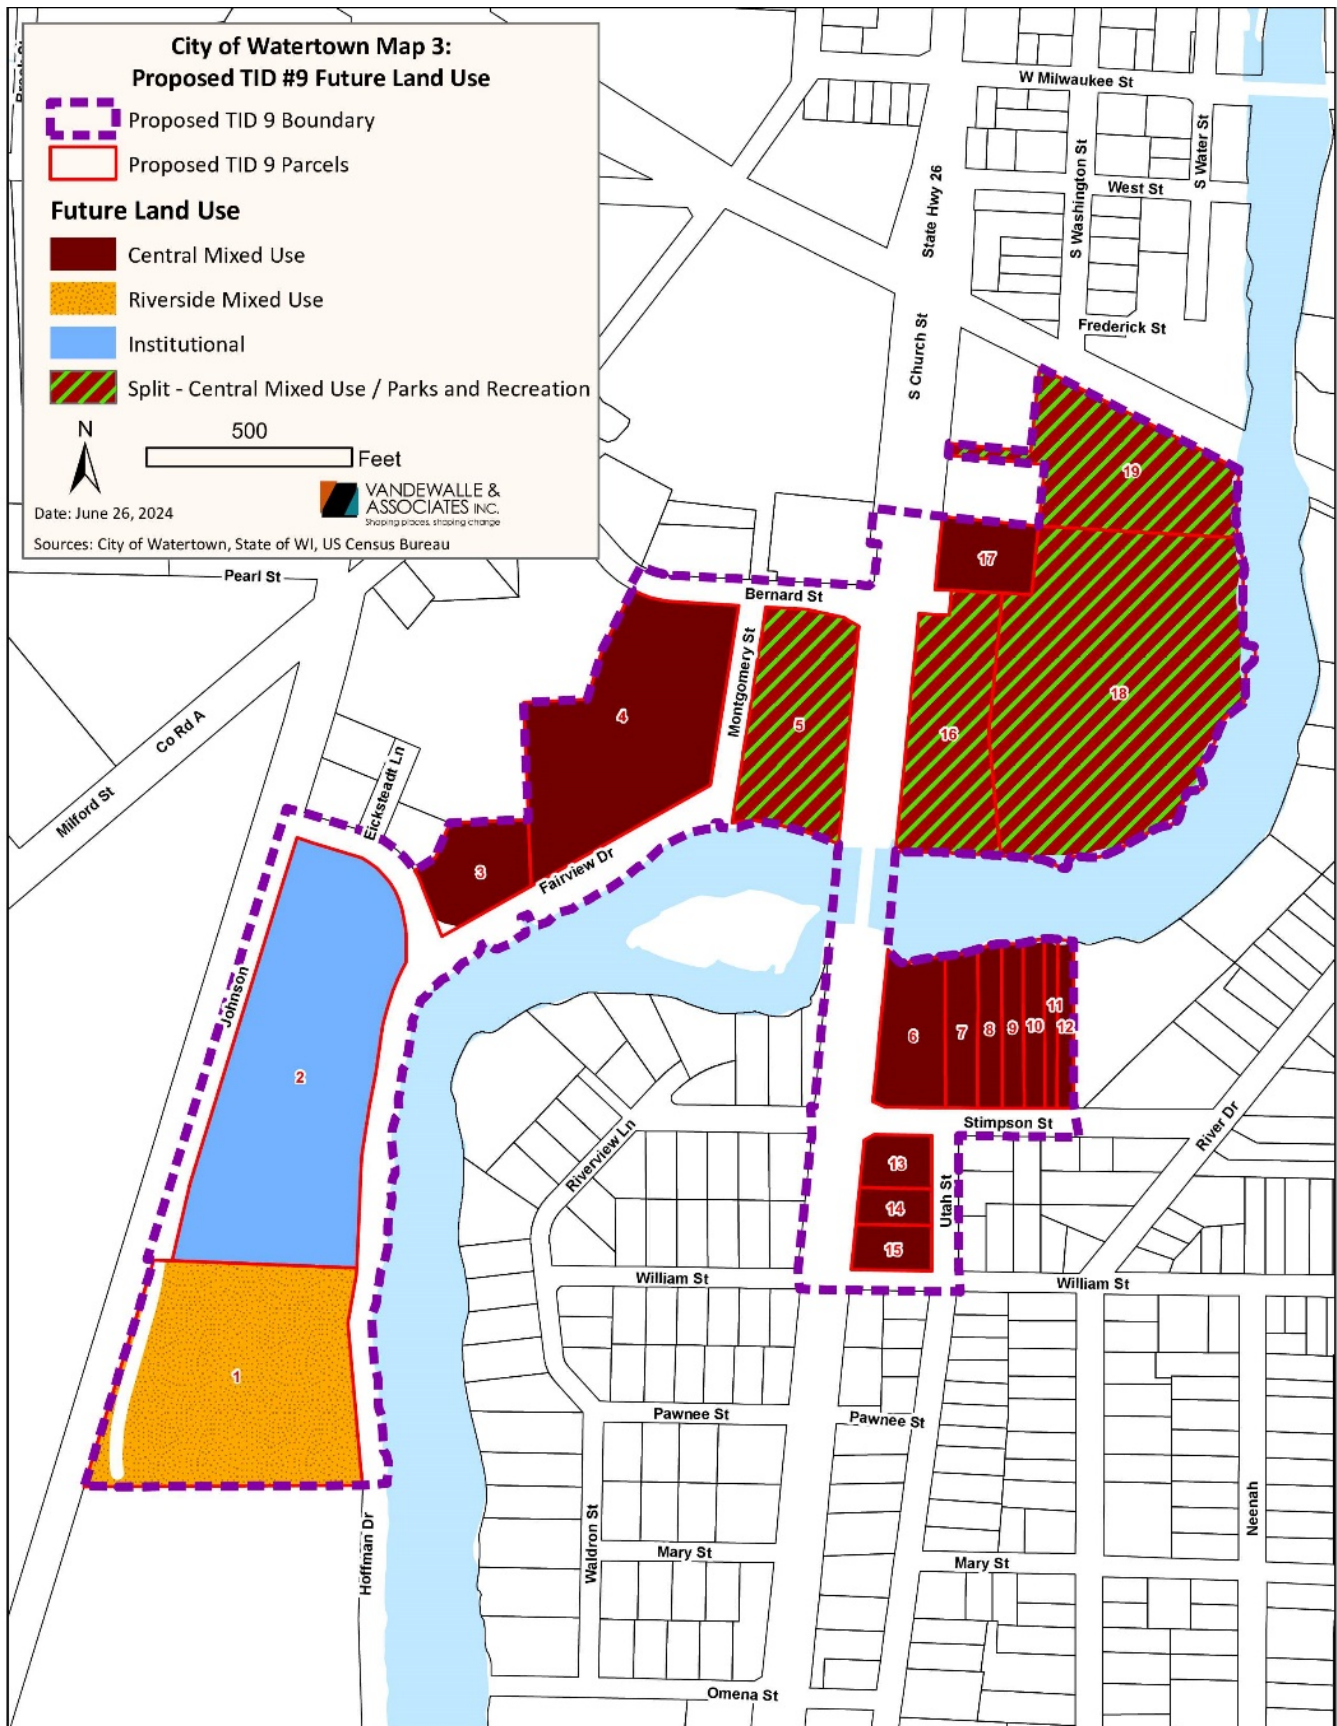 City of Watertown Map 3:
Proposed TID #9 Future Land Use
Proposed TID 9 Boundary
Proposed TID 9 Parcels
Future Land Use
Central Mixed Use
Riverside Mixed Use
Institutional
Split - Central Mixed Use / Parks and Recreation
N
500
Feet
VANDEWALLE &
ASSOCIATES INC.
Shaping places, shaping change
Date: June 26, 2024
Sources: City of Watertown, State of WI, US Census Bureau
W Milwaukee St
S Water St
S Washington St
West St
State Hwy 26
Frederick St
S Church St
19
17
Pearl St
Bernard St
Montgomery St
4
5
16
18
Co Rd A
Milford St
Eicksteadt Ln
3
Fairview Dr
Johnson
2
6
7
8
9
10
11
12
Stimpson St
River Dr
Riverview Ln
13
14
15
Utah St
William St
William St
1
Pawnee St
Pawnee St
Hoffman Dr
Waldron St
Neenah
Mary St
Mary St
Omena St